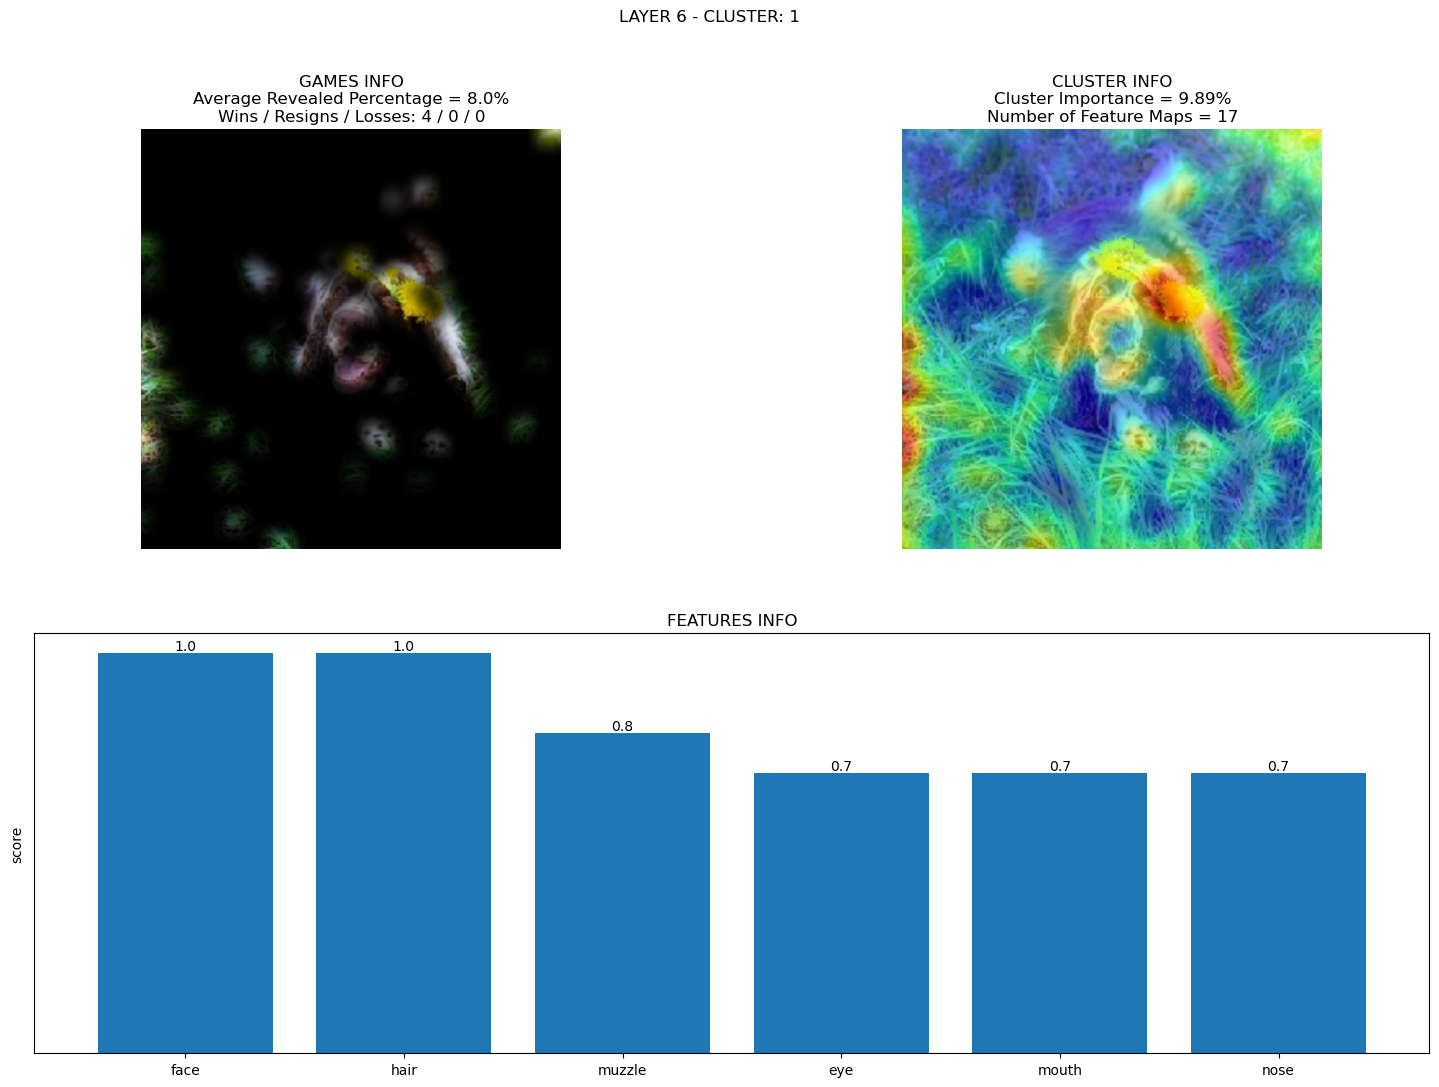 LAYER 6 - CLUSTER: 1
GAMES INFO
Average Revealed Percentage = 8.0%
Wins / Resigns / Losses: 4 / 0 / 0
CLUSTER INFO
Cluster Importance = 9.89%
Number of Feature Maps = 17
FEATURES INFO
score
1.0
1.0
0.8
0.7
0.7
0.7
face
hair
muzzle
eye
mouth
nose